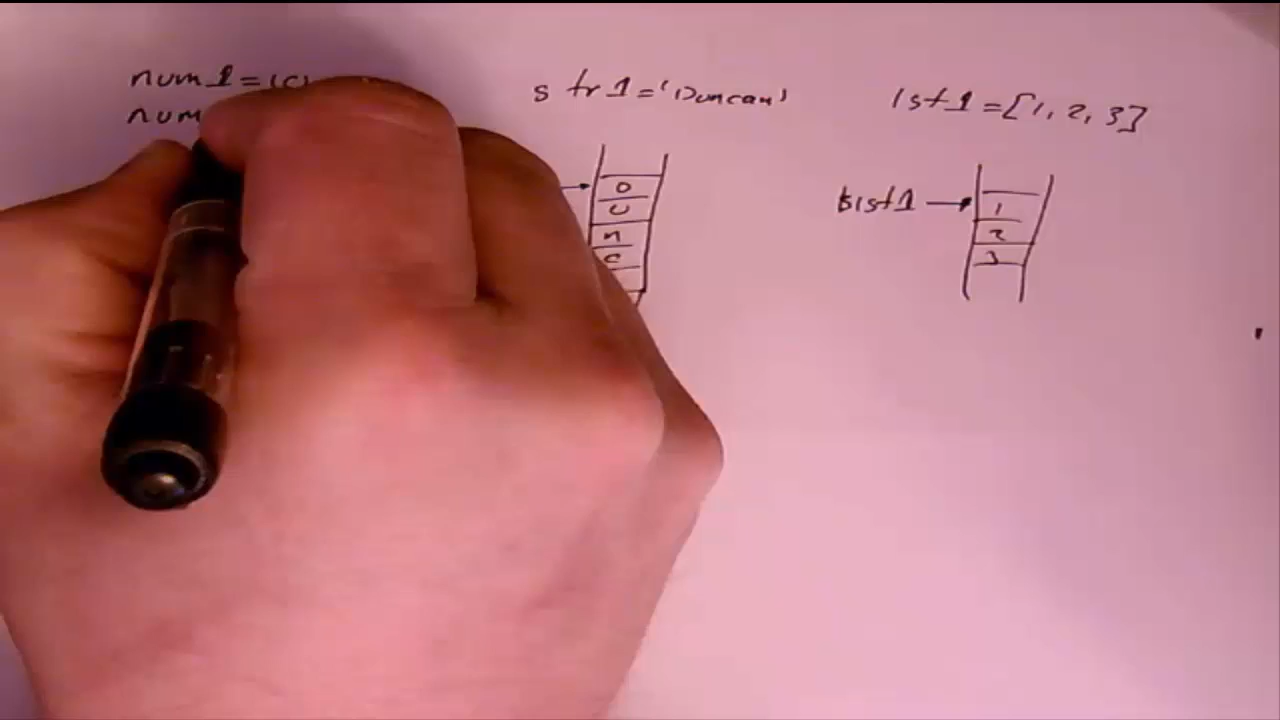 num1 =
num
str1='Duncan'
D
U
n
c
lst1=[1, 2, 3]
list1
1
2
3